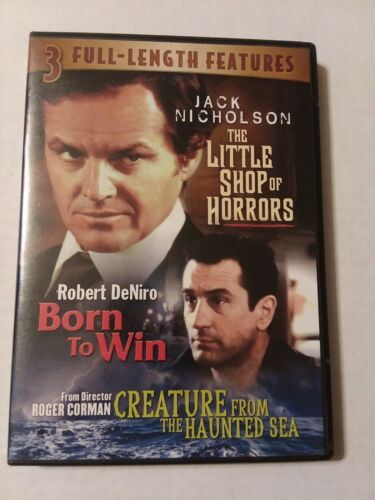 3 FULL-LENGTH FEATURES
JACK
NICHOLSON
THE
LITTLE
SHOP OF
HORRORS
Robert DeNiro
Born
To Win
From Director
ROGER CORMAN
CREATURE FROM
THE HAUNTED SEA